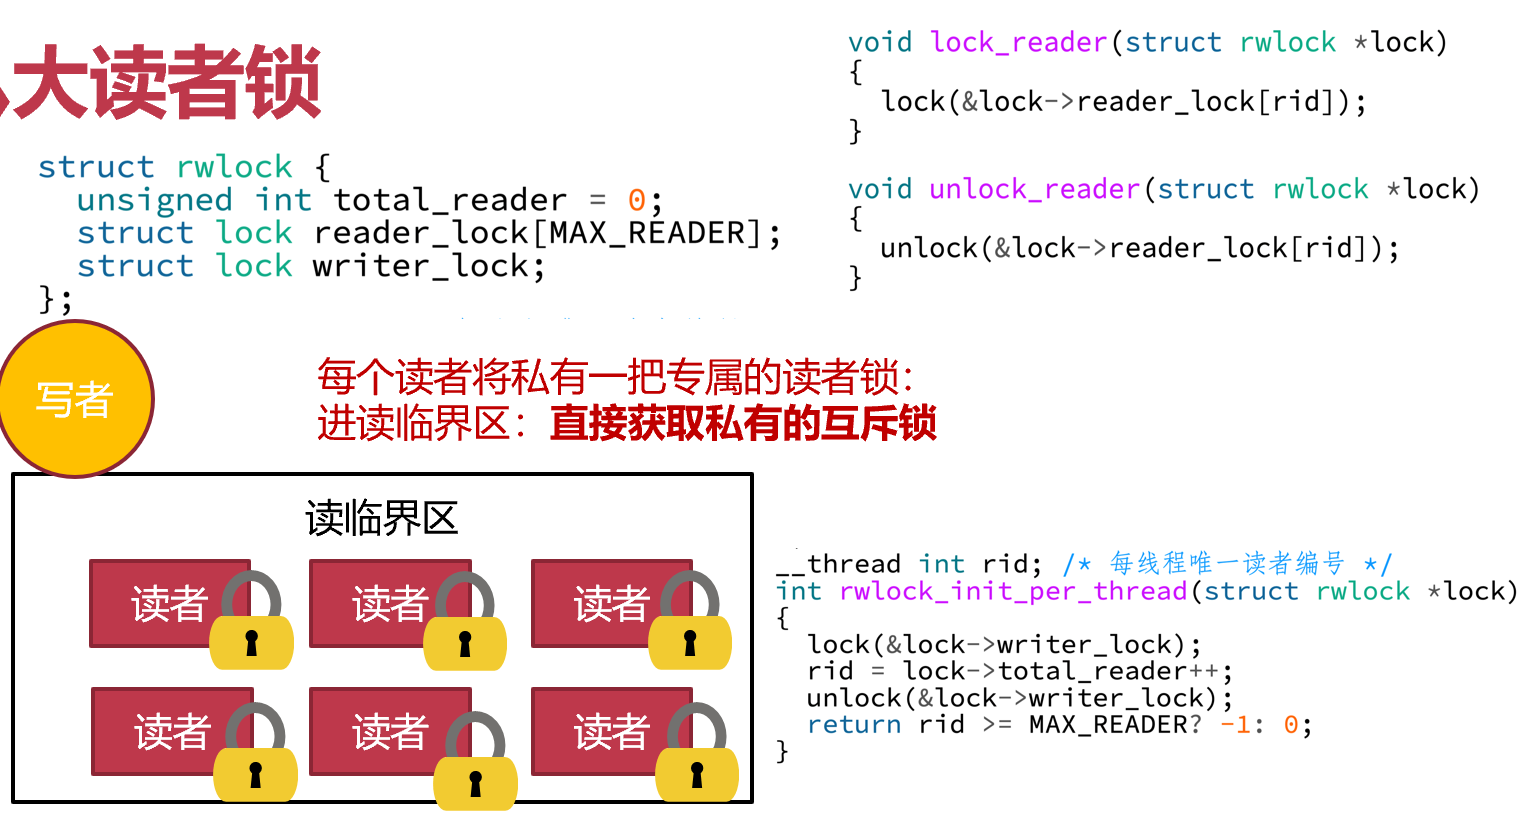 大读者锁
struct rwlock {
  unsigned int total_reader = 0;
  struct lock reader_lock[MAX_READER];
  struct lock writer_lock;
};
void lock_reader(struct rwlock *lock)
{
  lock(&lock->reader_lock[rid]);
}
void unlock_reader(struct rwlock *lock)
{
  unlock(&lock->reader_lock[rid]);
}
写者
每个读者将私有一把专属的读者锁：
进读临界区：直接获取私有的互斥锁
读临界区
读者
读者
读者
读者
读者
读者
__thread int rid; /* 每线程唯一读者编号 */
int rwlock_init_per_thread(struct rwlock *lock)
{
  lock(&lock->writer_lock);
  rid = lock->total_reader++;
  unlock(&lock->writer_lock);
  return rid >= MAX_READER? -1: 0;
}